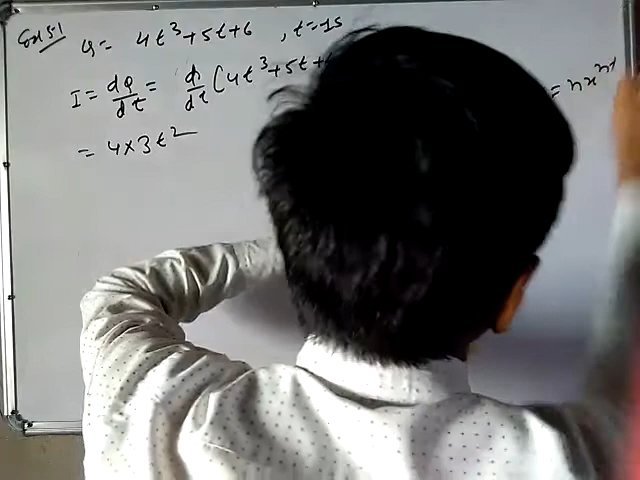 Ex 5.1 q = 4t³+5t+6 , t=1s
I = dq/dt = d/dt (4t³+5t+
= nxⁿ⁻¹
= 4×3t²